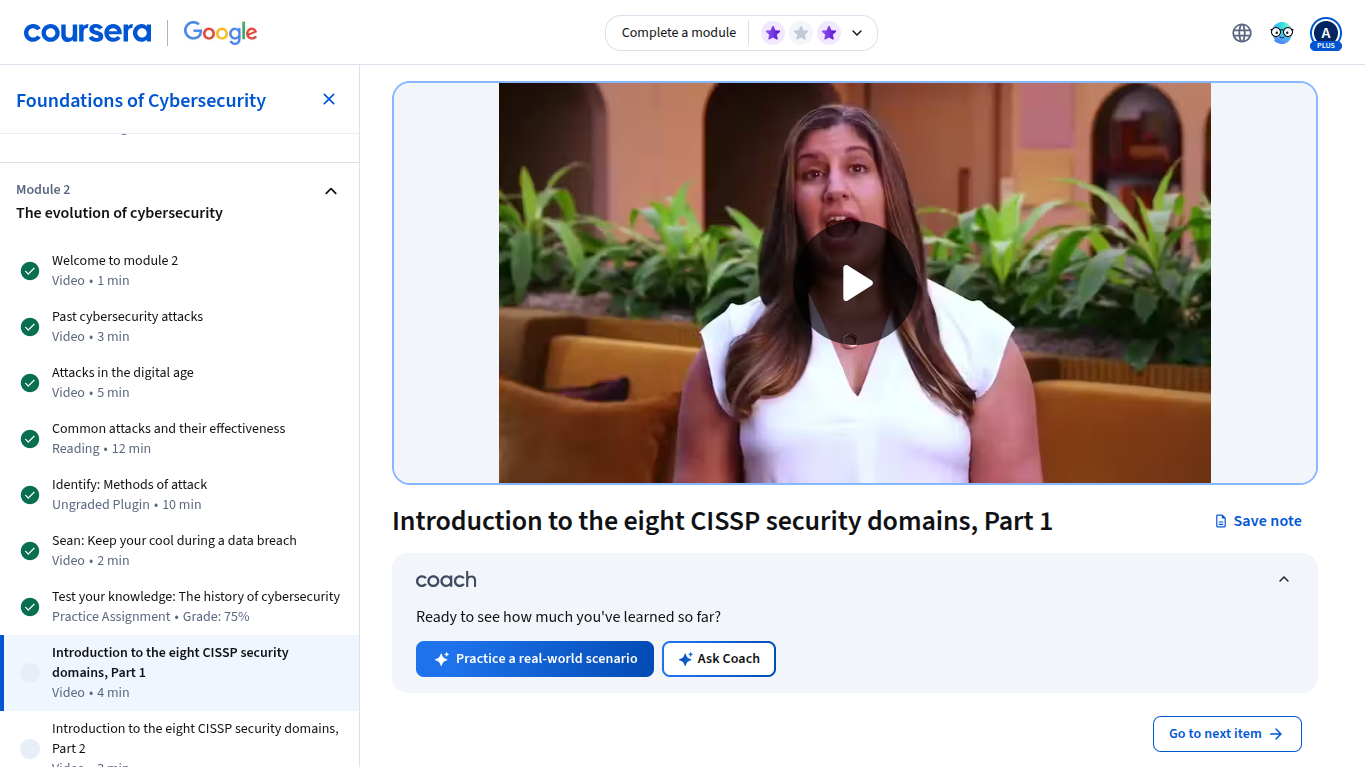 coursera
Google
Complete a module
A
PLUS
Foundations of Cybersecurity
Module 2
The evolution of cybersecurity
Welcome to module 2
Video • 1 min
Past cybersecurity attacks
Video • 3 min
Attacks in the digital age
Video • 5 min
Common attacks and their effectiveness
Reading • 12 min
Identify: Methods of attack
Ungraded Plugin • 10 min
Sean: Keep your cool during a data breach
Video • 2 min
Test your knowledge: The history of cybersecurity
Practice Assignment • Grade: 75%
Introduction to the eight CISSP security
domains, Part 1
Video • 4 min
Introduction to the eight CISSP security domains,
Part 2
Introduction to the eight CISSP security domains, Part 1
Save note
coach
Ready to see how much you've learned so far?
Practice a real-world scenario
Ask Coach
Go to next item